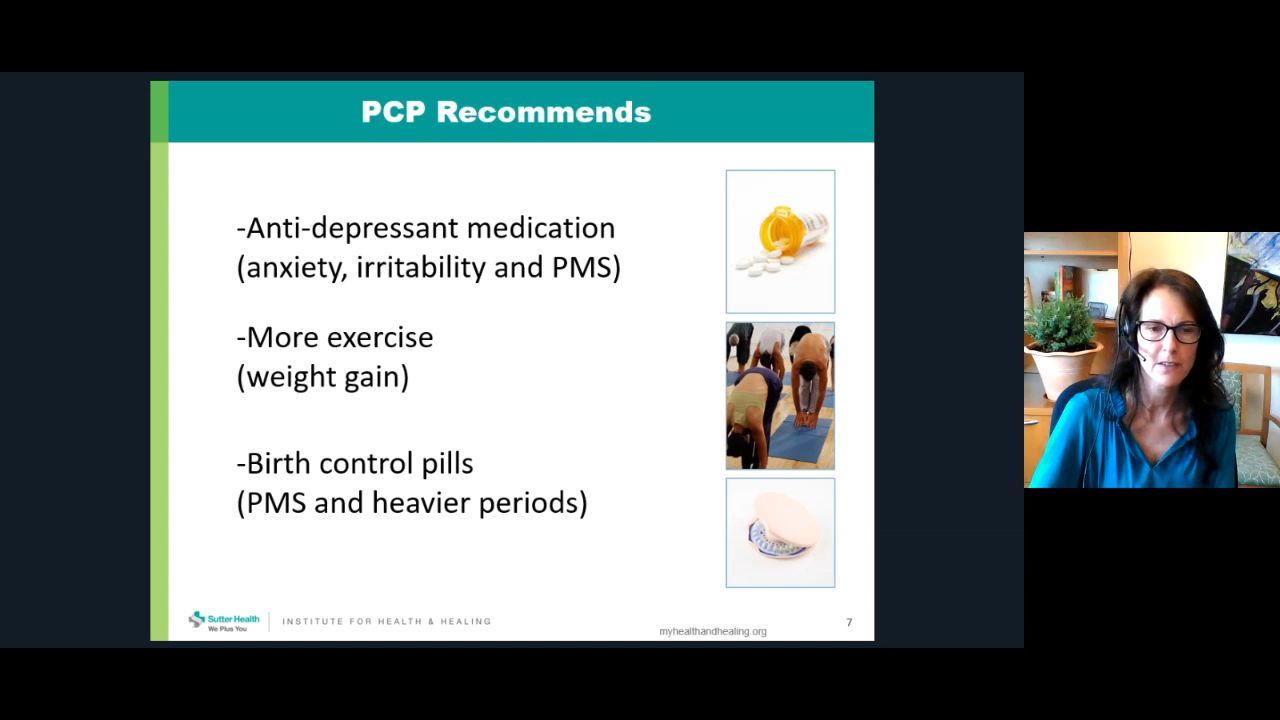 PCP Recommends
-Anti-depressant medication
(anxiety, irritability and PMS)
-More exercise
(weight gain)
-Birth control pills
(PMS and heavier periods)
Sutter Health
We Plus You
INSTITUTE FOR HEALTH & HEALING
myhealthandhealing.org
7